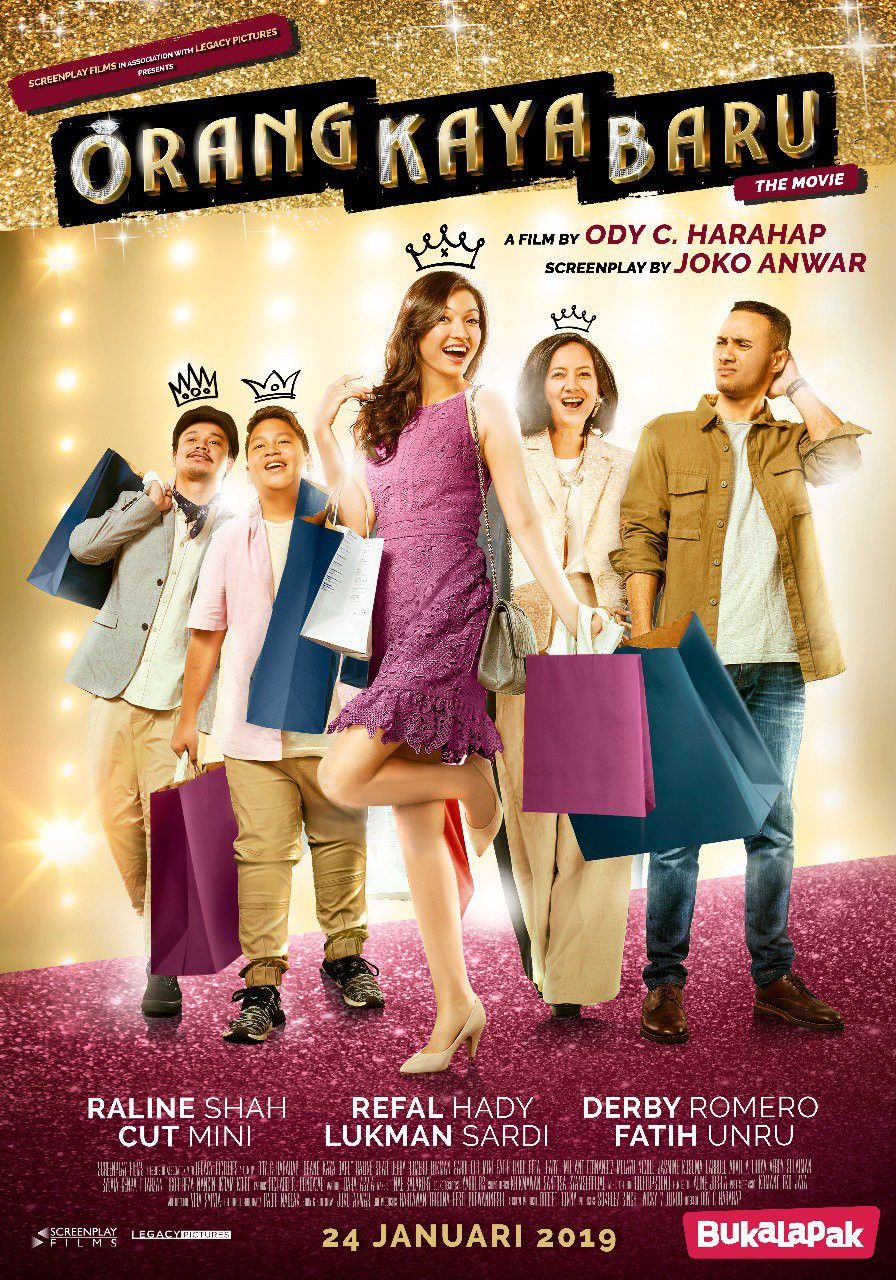 SCREENPLAY FILMS IN ASSOCIATION WITH LEGACY PICTURES
PRESENTS
ORANG KAYA BARU
THE MOVIE
A FILM BY ODY C. HARAHAP
SCREENPLAY BY JOKO ANWAR
RALINE SHAH REFAL HADY DERBY ROMERO
CUT MINI LUKMAN SARDI FATIH UNRU
SCREENPLAY FILMS
LEGACY PICTURES
24 JANUARI 2019
BukaLapak